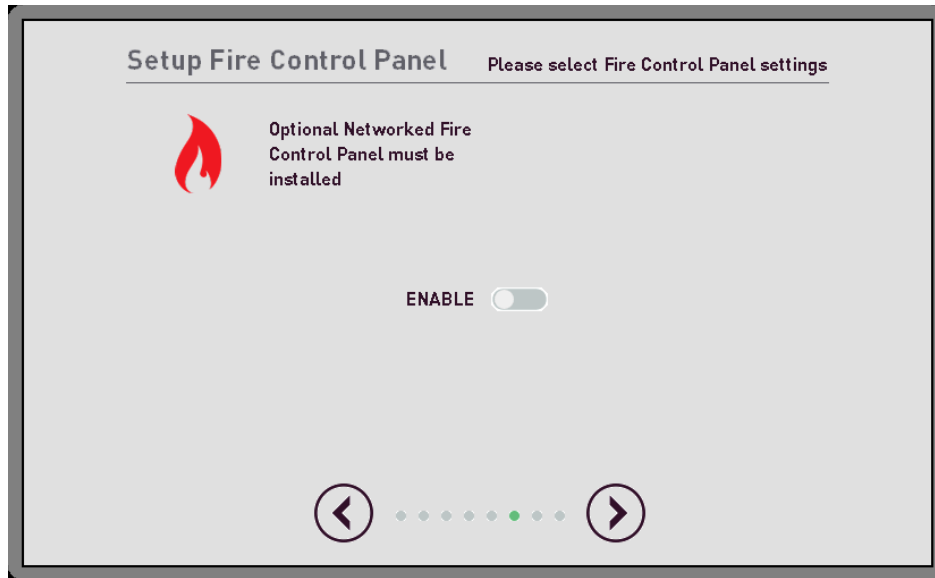 Setup Fire Control Panel
Please select Fire Control Panel settings
Optional Networked Fire
Control Panel must be
installed
ENABLE